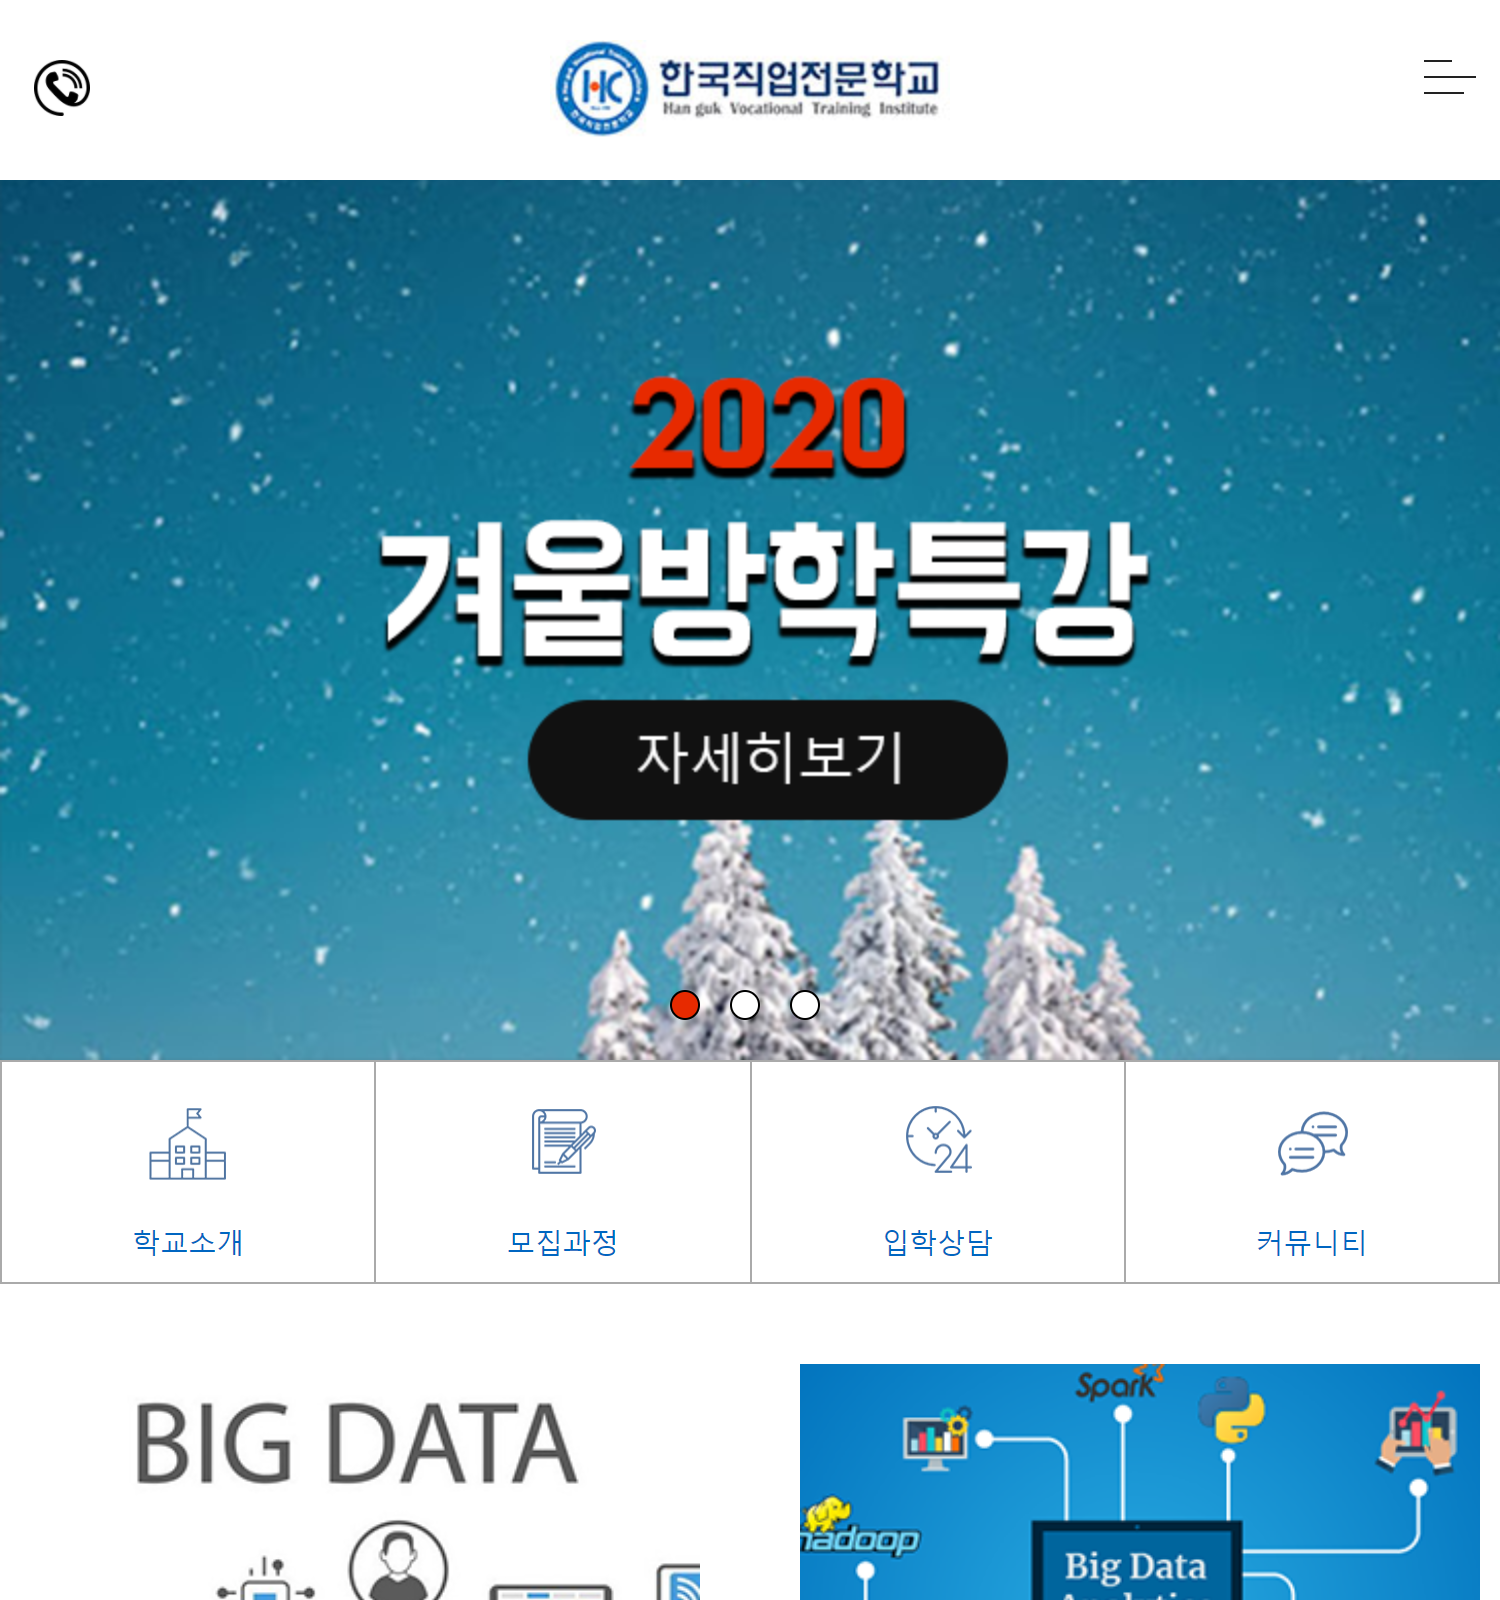 한국직업전문학교
Han guk Vocational Training Institute
2020
겨울방학특강
자세히보기
24
학교소개
모집과정
입학상담
커뮤니티
BIG DATA
Spark
hadoop
Big Data
Analytics